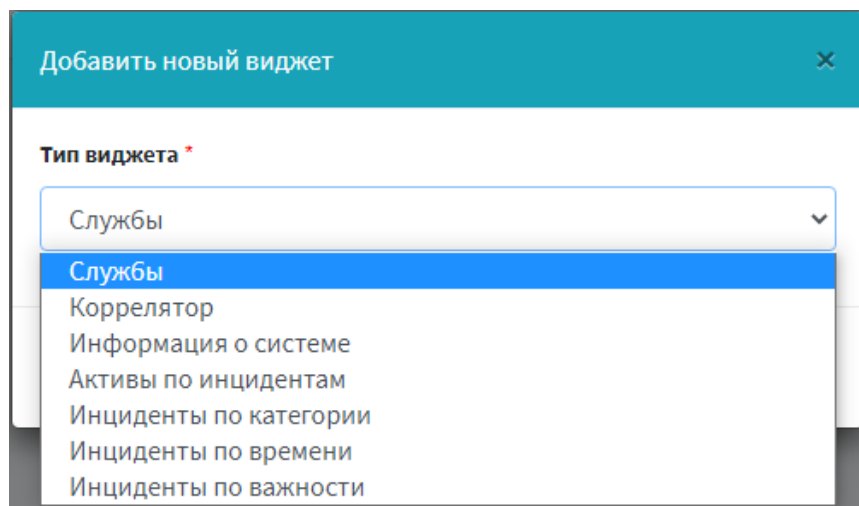 Добавить новый виджет ×
Тип виджета *
Службы
Службы
Коррелятор
Информация о системе
Активы по инцидентам
Инциденты по категории
Инциденты по времени
Инциденты по важности